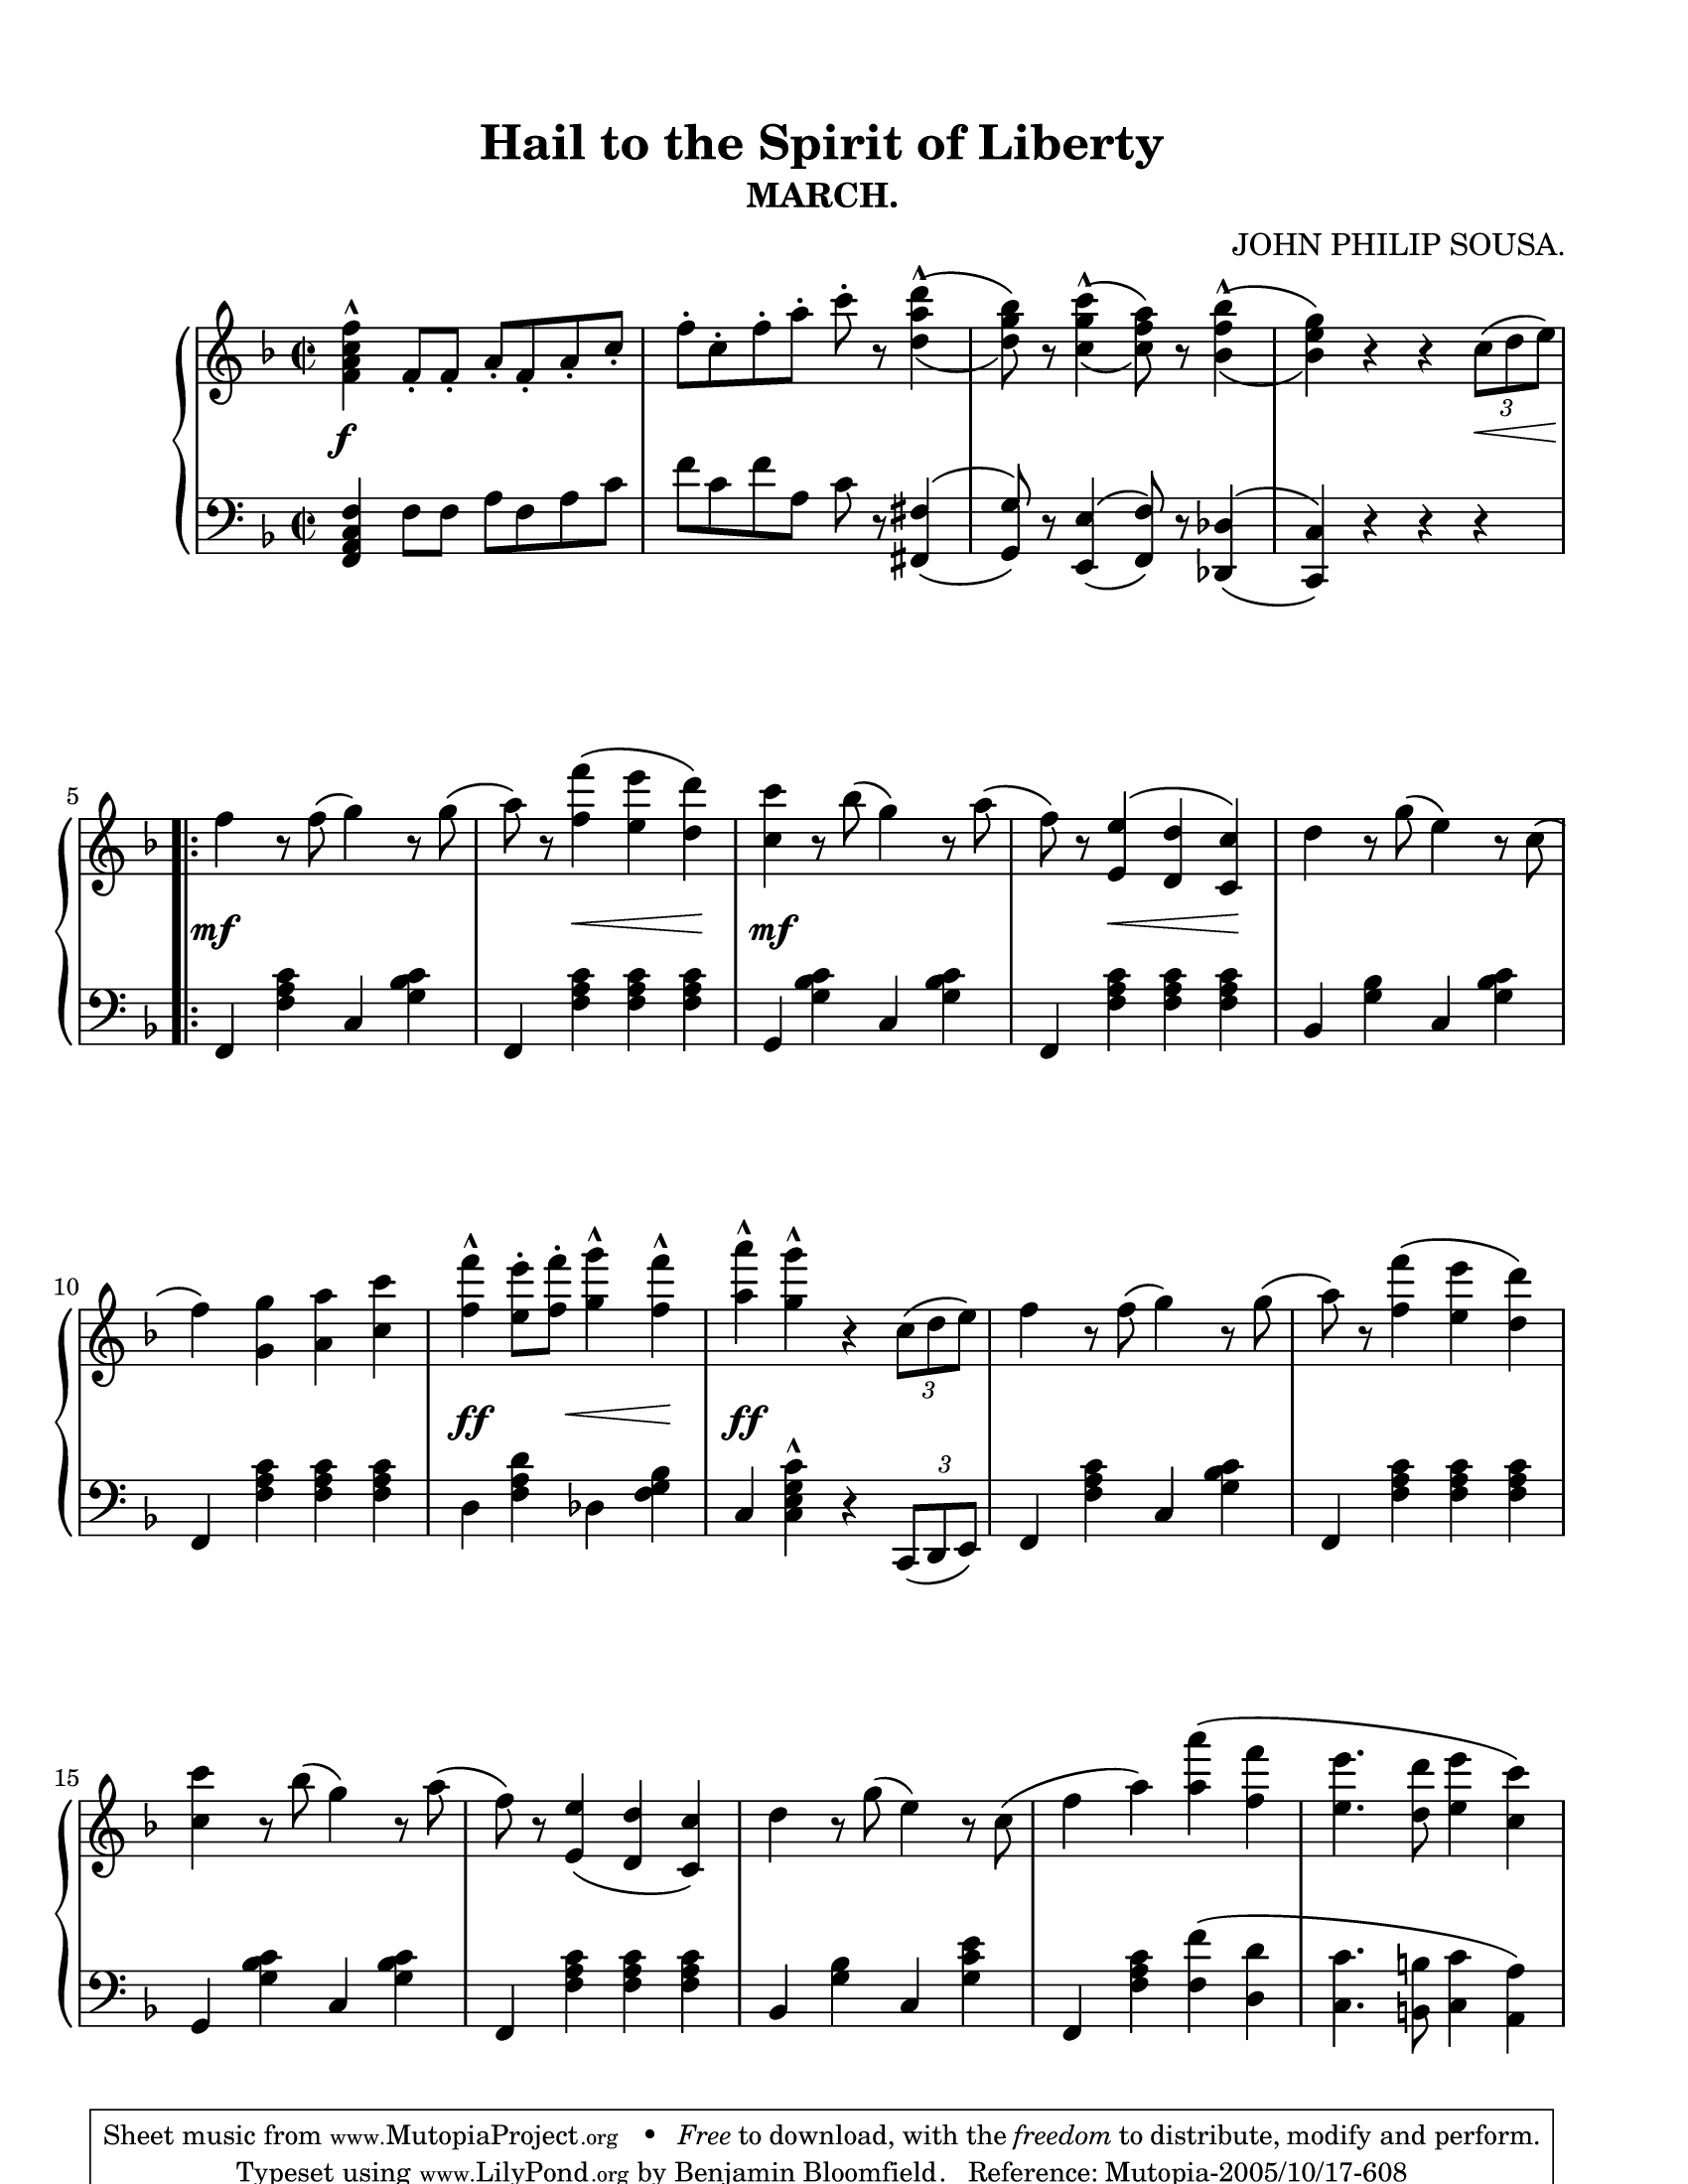 Hail to the Spirit of Liberty
MARCH.
JOHN PHILIP SOUSA.
f
3
5
mf
mf
10
ff
ff
3
3
15
Sheet music from www.MutopiaProject.org • Free to download, with the freedom to distribute, modify and perform.
Typeset using www.LilyPond.org by Benjamin Bloomfield. Reference: Mutopia-2005/10/17-608